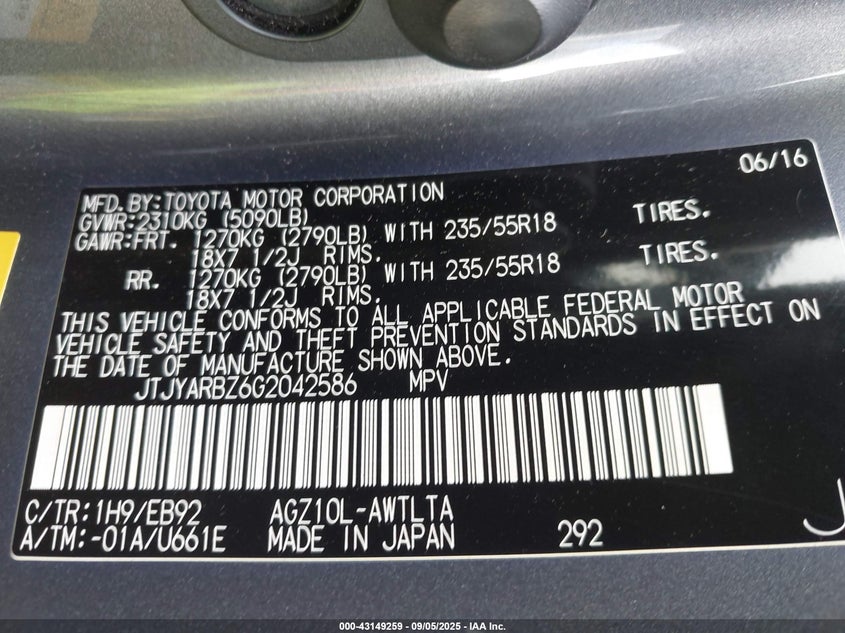 06/16
MFD. BY: TOYOTA MOTOR CORPORATION
GVWR: 2310KG (5090LB)
GAWR: FRT. 1270KG (2790LB) WITH 235/55R18 TIRES.
18X7 1/2J RIMS.
RR. 1270KG (2790LB) WITH 235/55R18 TIRES.
18X7 1/2J RIMS.
THIS VEHICLE CONFORMS TO ALL APPLICABLE FEDERAL MOTOR
VEHICLE SAFETY AND THEFT PREVENTION STANDARDS IN EFFECT ON
THE DATE OF MANUFACTURE SHOWN ABOVE.
JTJYARBZ6G2042586 MPV
C/TR: 1H9/EB92 AGZ10L-AWTLTA
A/TM: -01A/U661E MADE IN JAPAN 292
J
000-43149259 - 09/05/2025 - IAA Inc.